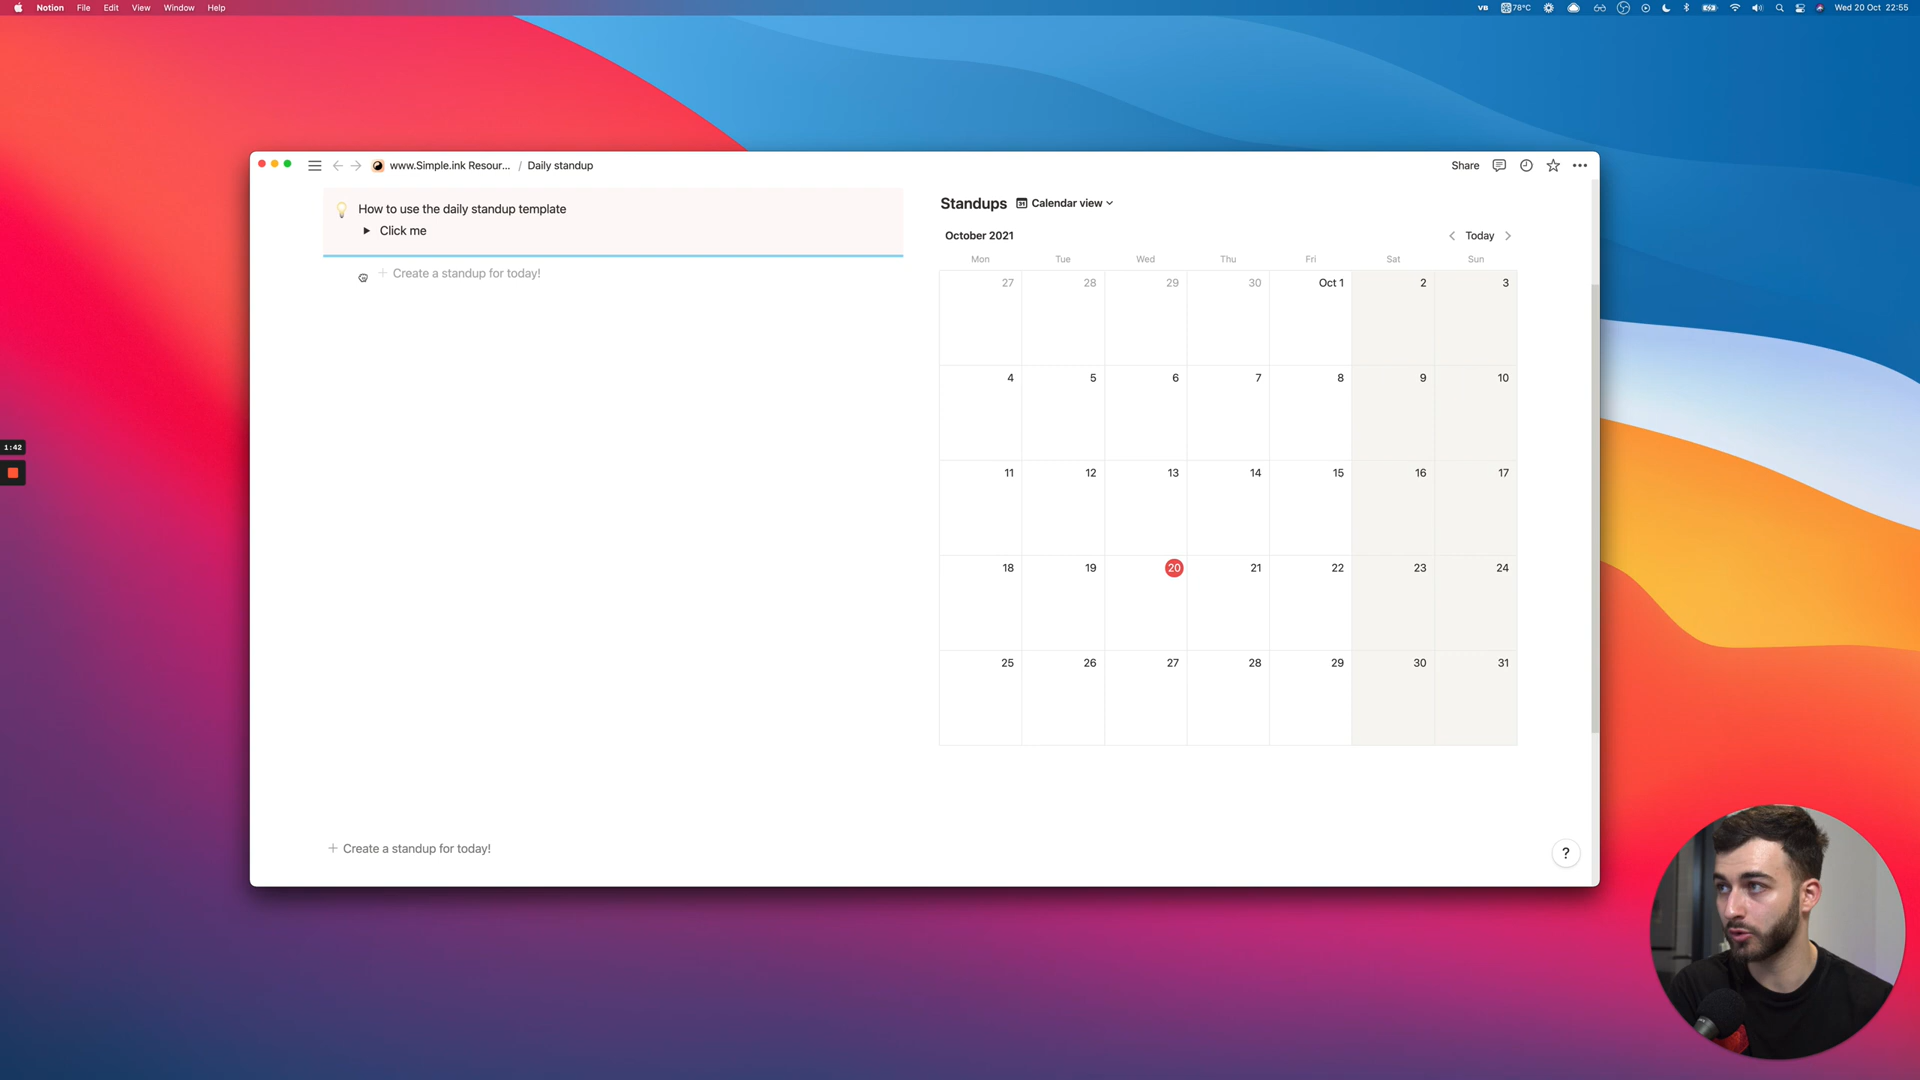 Notion File Edit View Window Help
VB 78°C Wed 20 Oct 22:55
www.Simple.ink Resour... / Daily standup
Share
How to use the daily standup template
Click me
Create a standup for today!
Standups Calendar view
October 2021
Today
Mon Tue Wed Thu Fri Sat Sun
27 28 29 30 Oct 1 2 3
4 5 6 7 8 9 10
11 12 13 14 15 16 17
18 19 20 21 22 23 24
25 26 27 28 29 30 31
1:42
Create a standup for today!
?